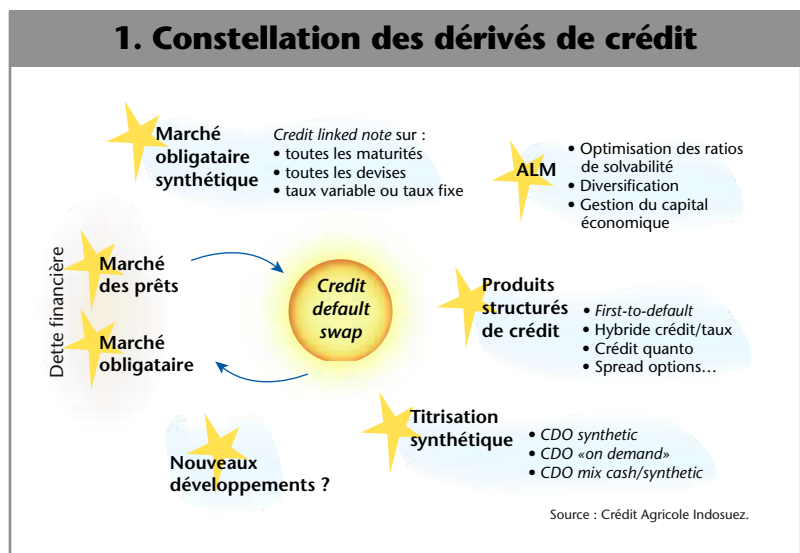 1. Constellation des dérivés de crédit
Marché
obligataire
synthétique
Credit linked note sur :
• toutes les maturités
• toutes les devises
• taux variable ou taux fixe
ALM
• Optimisation des ratios
de solvabilité
• Diversification
• Gestion du capital
économique
Dette financière
Marché
des prêts
Marché
obligataire
Credit
default
swap
Produits
structurés
de crédit
• First-to-default
• Hybride crédit/taux
• Crédit quanto
• Spread options...
Titrisation
synthétique
• CDO synthetic
• CDO «on demand»
• CDO mix cash/synthetic
Nouveaux
développements ?
Source : Crédit Agricole Indosuez.